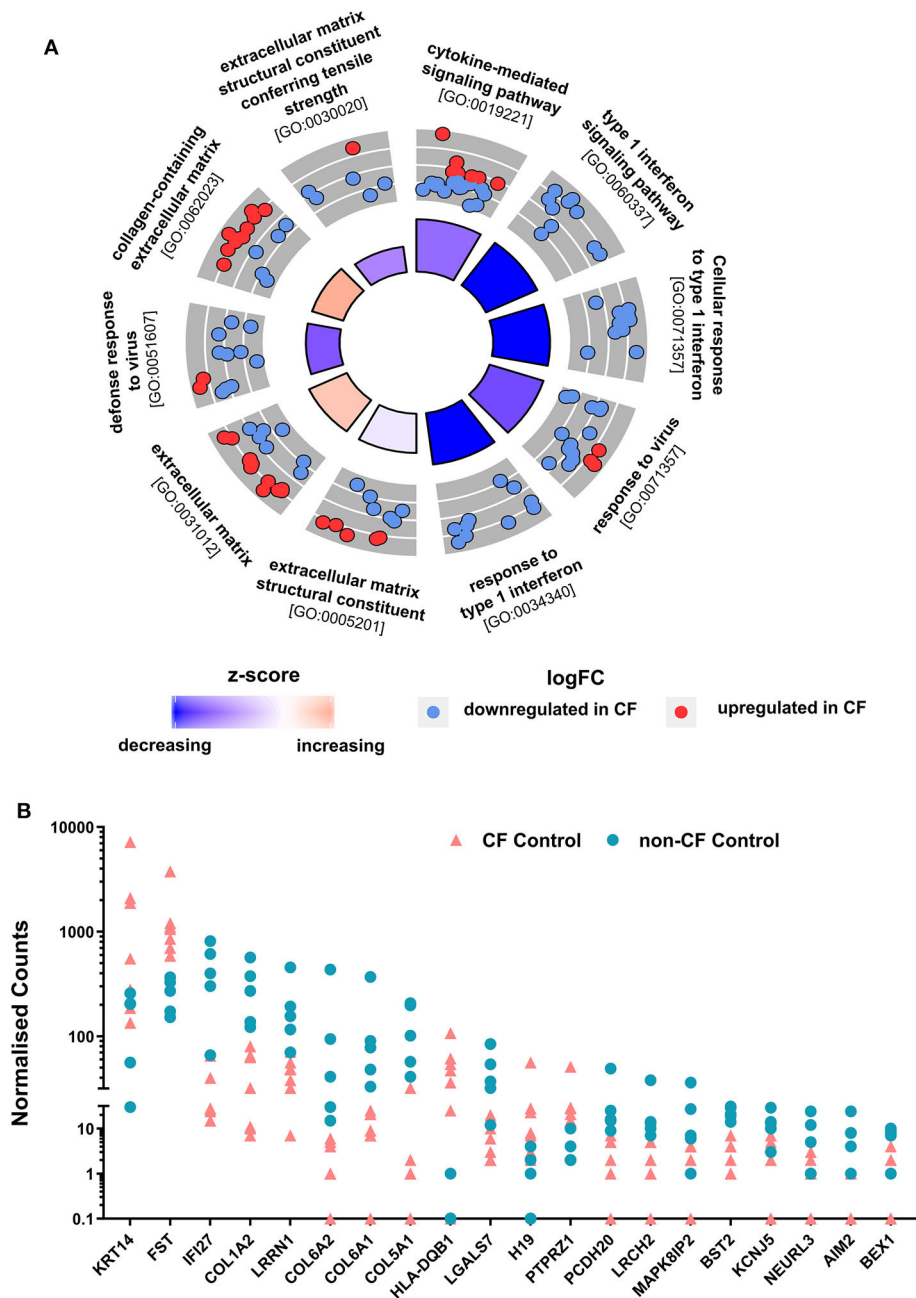 A
extracellular matrix
structural constituent
conferring tensile
strength
[GO:0030020]
cytokine-mediated
signaling pathway
[GO:0019221]
type 1 interferon
signaling pathway
[GO:0060337]
Cellular response
to type 1 interferon
[GO:0071357]
response to virus
[GO:0071357]
response to
type 1 interferon
[GO:0034340]
extracellular matrix
structural constituent
[GO:0005201]
extracellular matrix
[GO:0031012]
defense response
to virus
[GO:0051607]
collagen-containing
extracellular matrix
[GO:0062023]
z-score
decreasing
increasing
logFC
downregulated in CF
upregulated in CF
B
CF Control
non-CF Control
Normalised Counts
10000
1000
100
10
1
0.1
KRT14
FST
IFI27
COL1A2
LRRN1
COL6A2
COL6A1
COL5A1
HLA-DQB1
LGALS7
H19
PTPRZ1
PCDH20
LRCH2
MAPK8IP2
BST2
KCNJ5
NEURL3
AIM2
BEX1